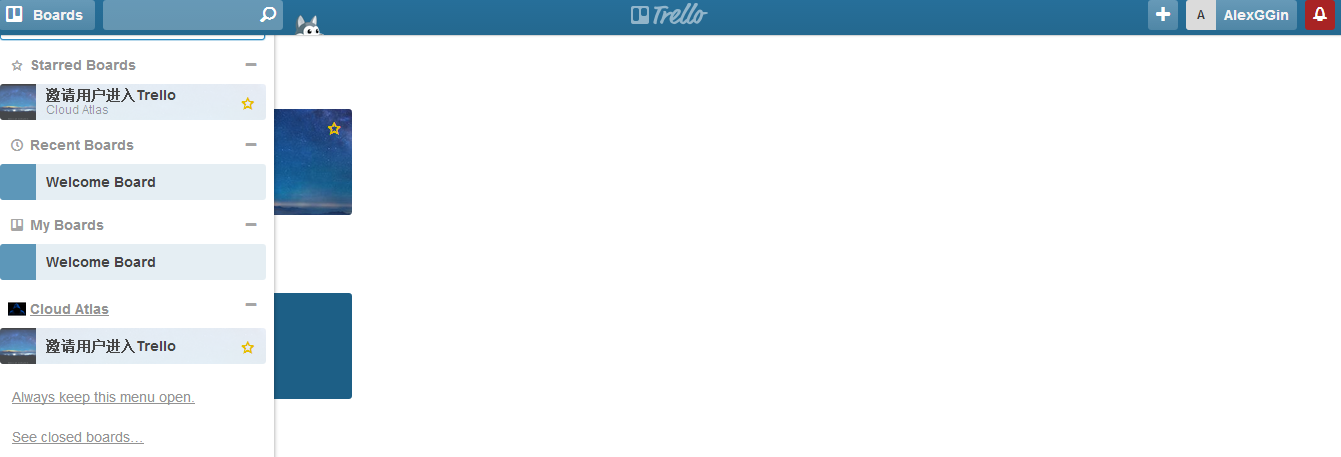 Boards
Trello
A
AlexGGin
Starred Boards
邀请用户进入Trello
Cloud Atlas
Recent Boards
Welcome Board
My Boards
Welcome Board
Cloud Atlas
邀请用户进入Trello
Always keep this menu open.
See closed boards...